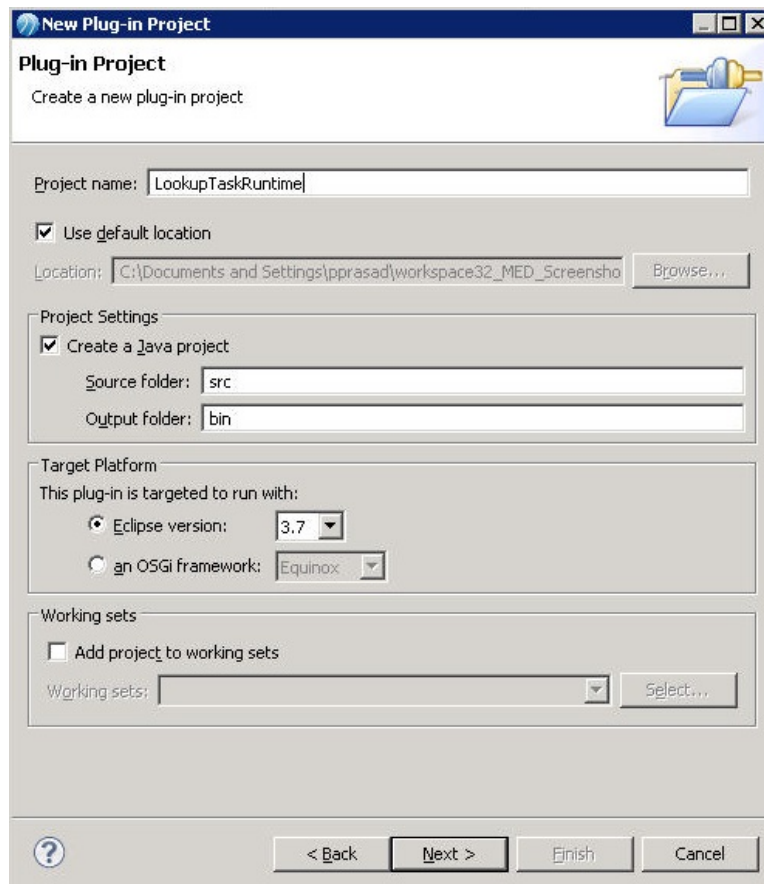 New Plug-in Project
Plug-in Project
Create a new plug-in project
Project name: LookupTaskRuntime
Use default location
Location: C:\Documents and Settings\pprasad\workspace32_MED_Screensho Browse...
Project Settings
Create a Java project
Source folder: src
Output folder: bin
Target Platform
This plug-in is targeted to run with:
Eclipse version: 3.7
an OSGi framework: Equinox
Working sets
Add project to working sets
Working sets: Select...
? < Back Next > Finish Cancel